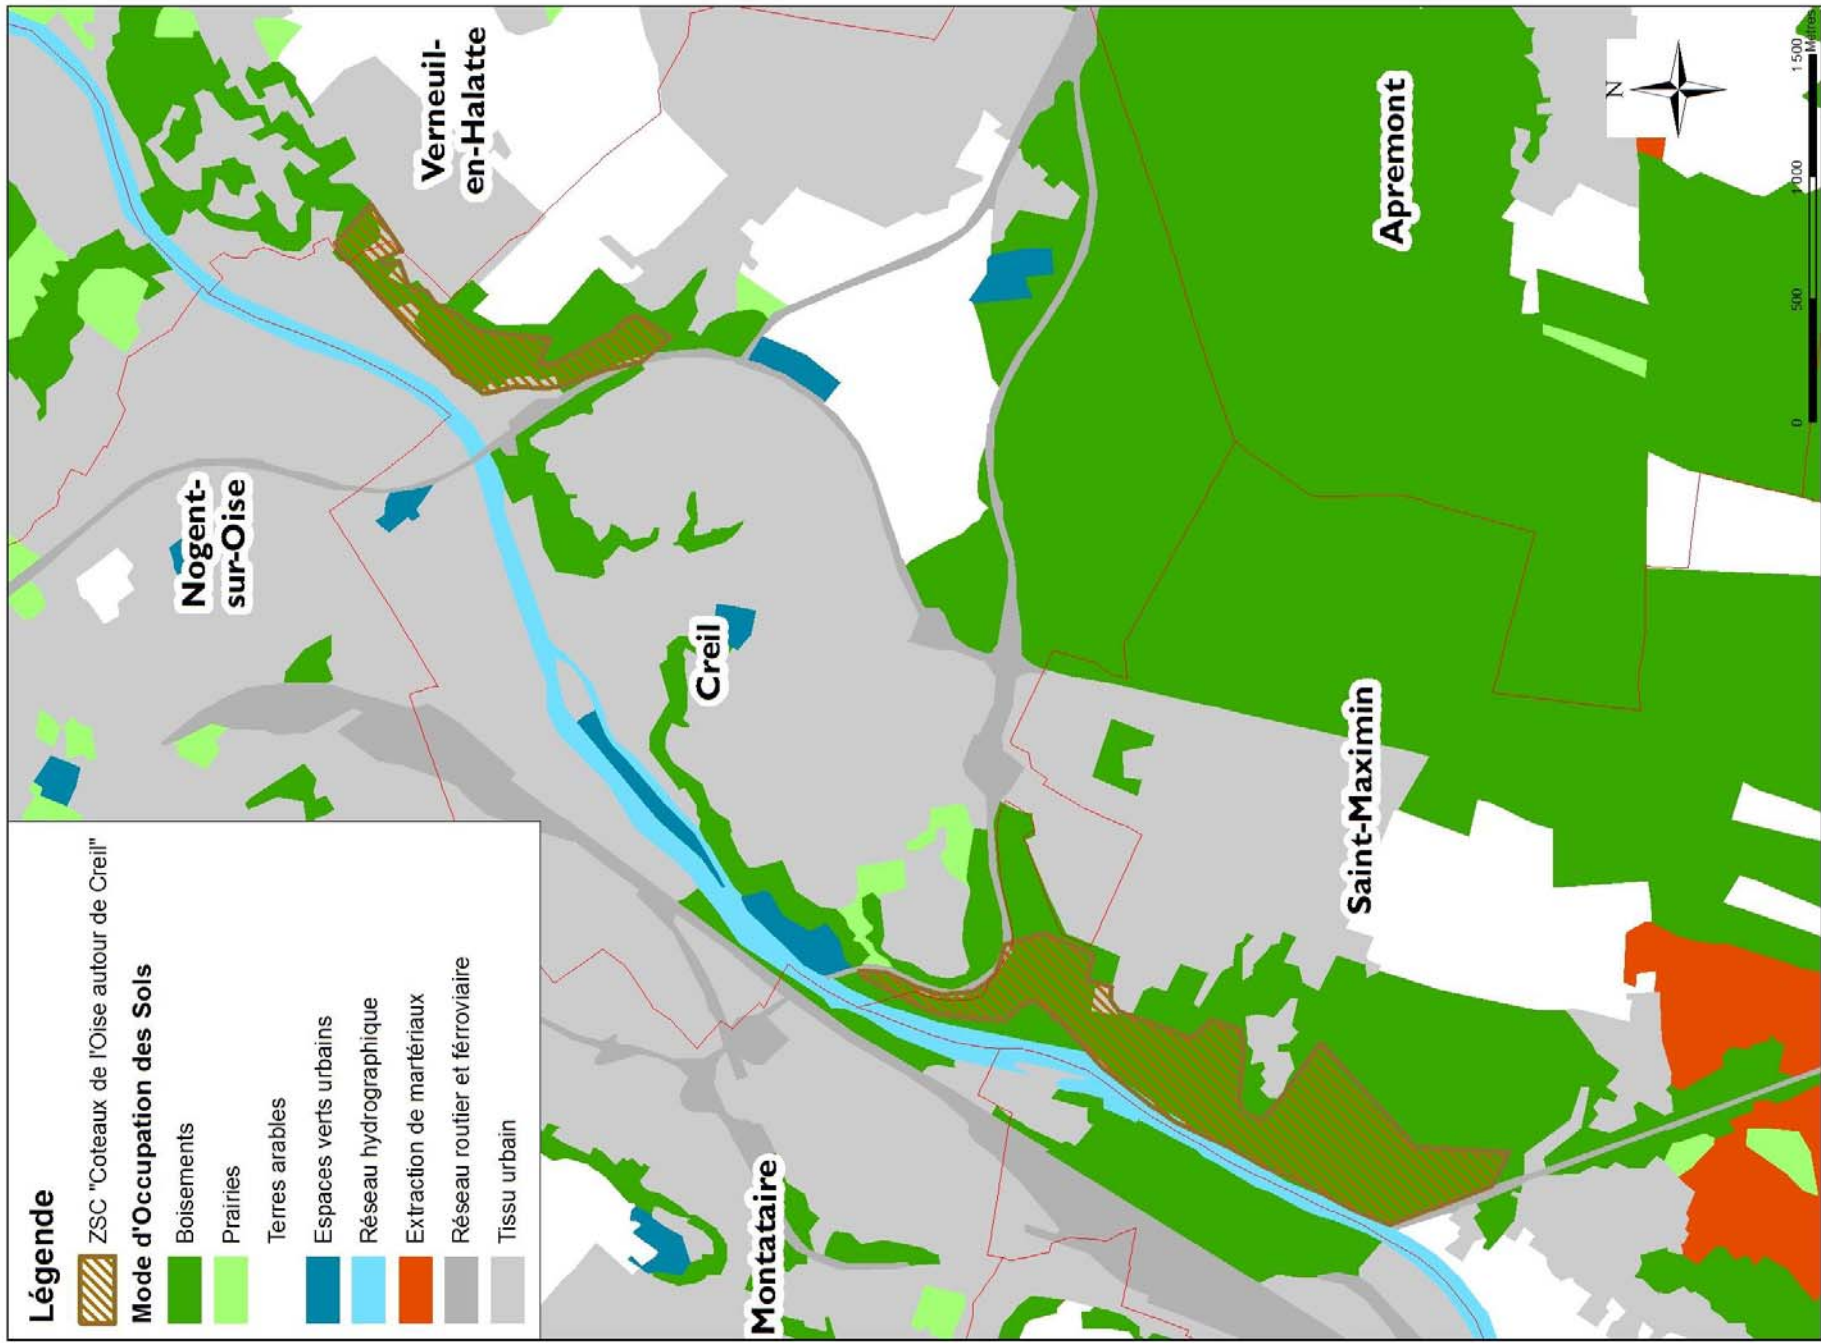 Légende
ZSC "Coteaux de l'Oise autour de Creil"
Mode d'Occupation des Sols
Boisements
Prairies
Terres arables
Espaces verts urbains
Réseau hydrographique
Extraction de martériaux
Réseau routier et férroviaire
Tissu urbain
Nogent-
sur-Oise
Verneuil-
en-Halatte
Creil
Montataire
Saint-Maximin
Apremont
N
0 500 1 000 1 500
Mètres